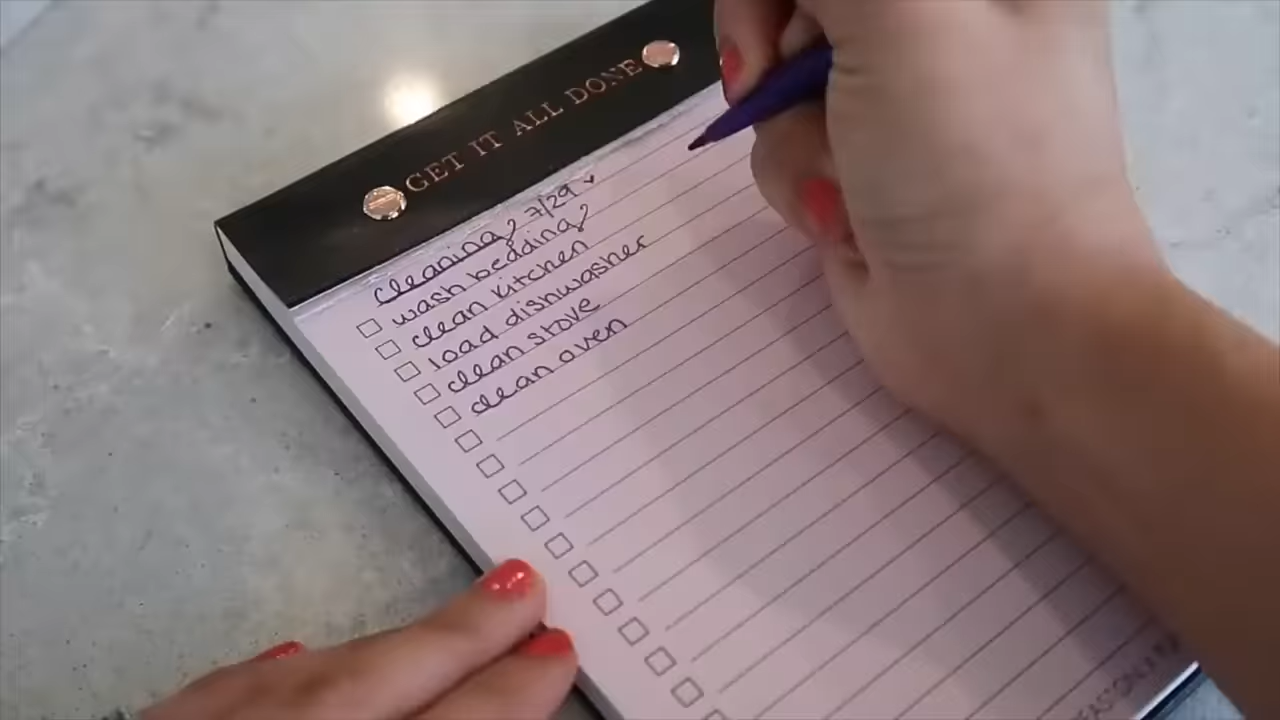 GET IT ALL DONE
cleaning 7/29
wash bedding
clean kitchen
load dishwasher
clean stove
clean oven